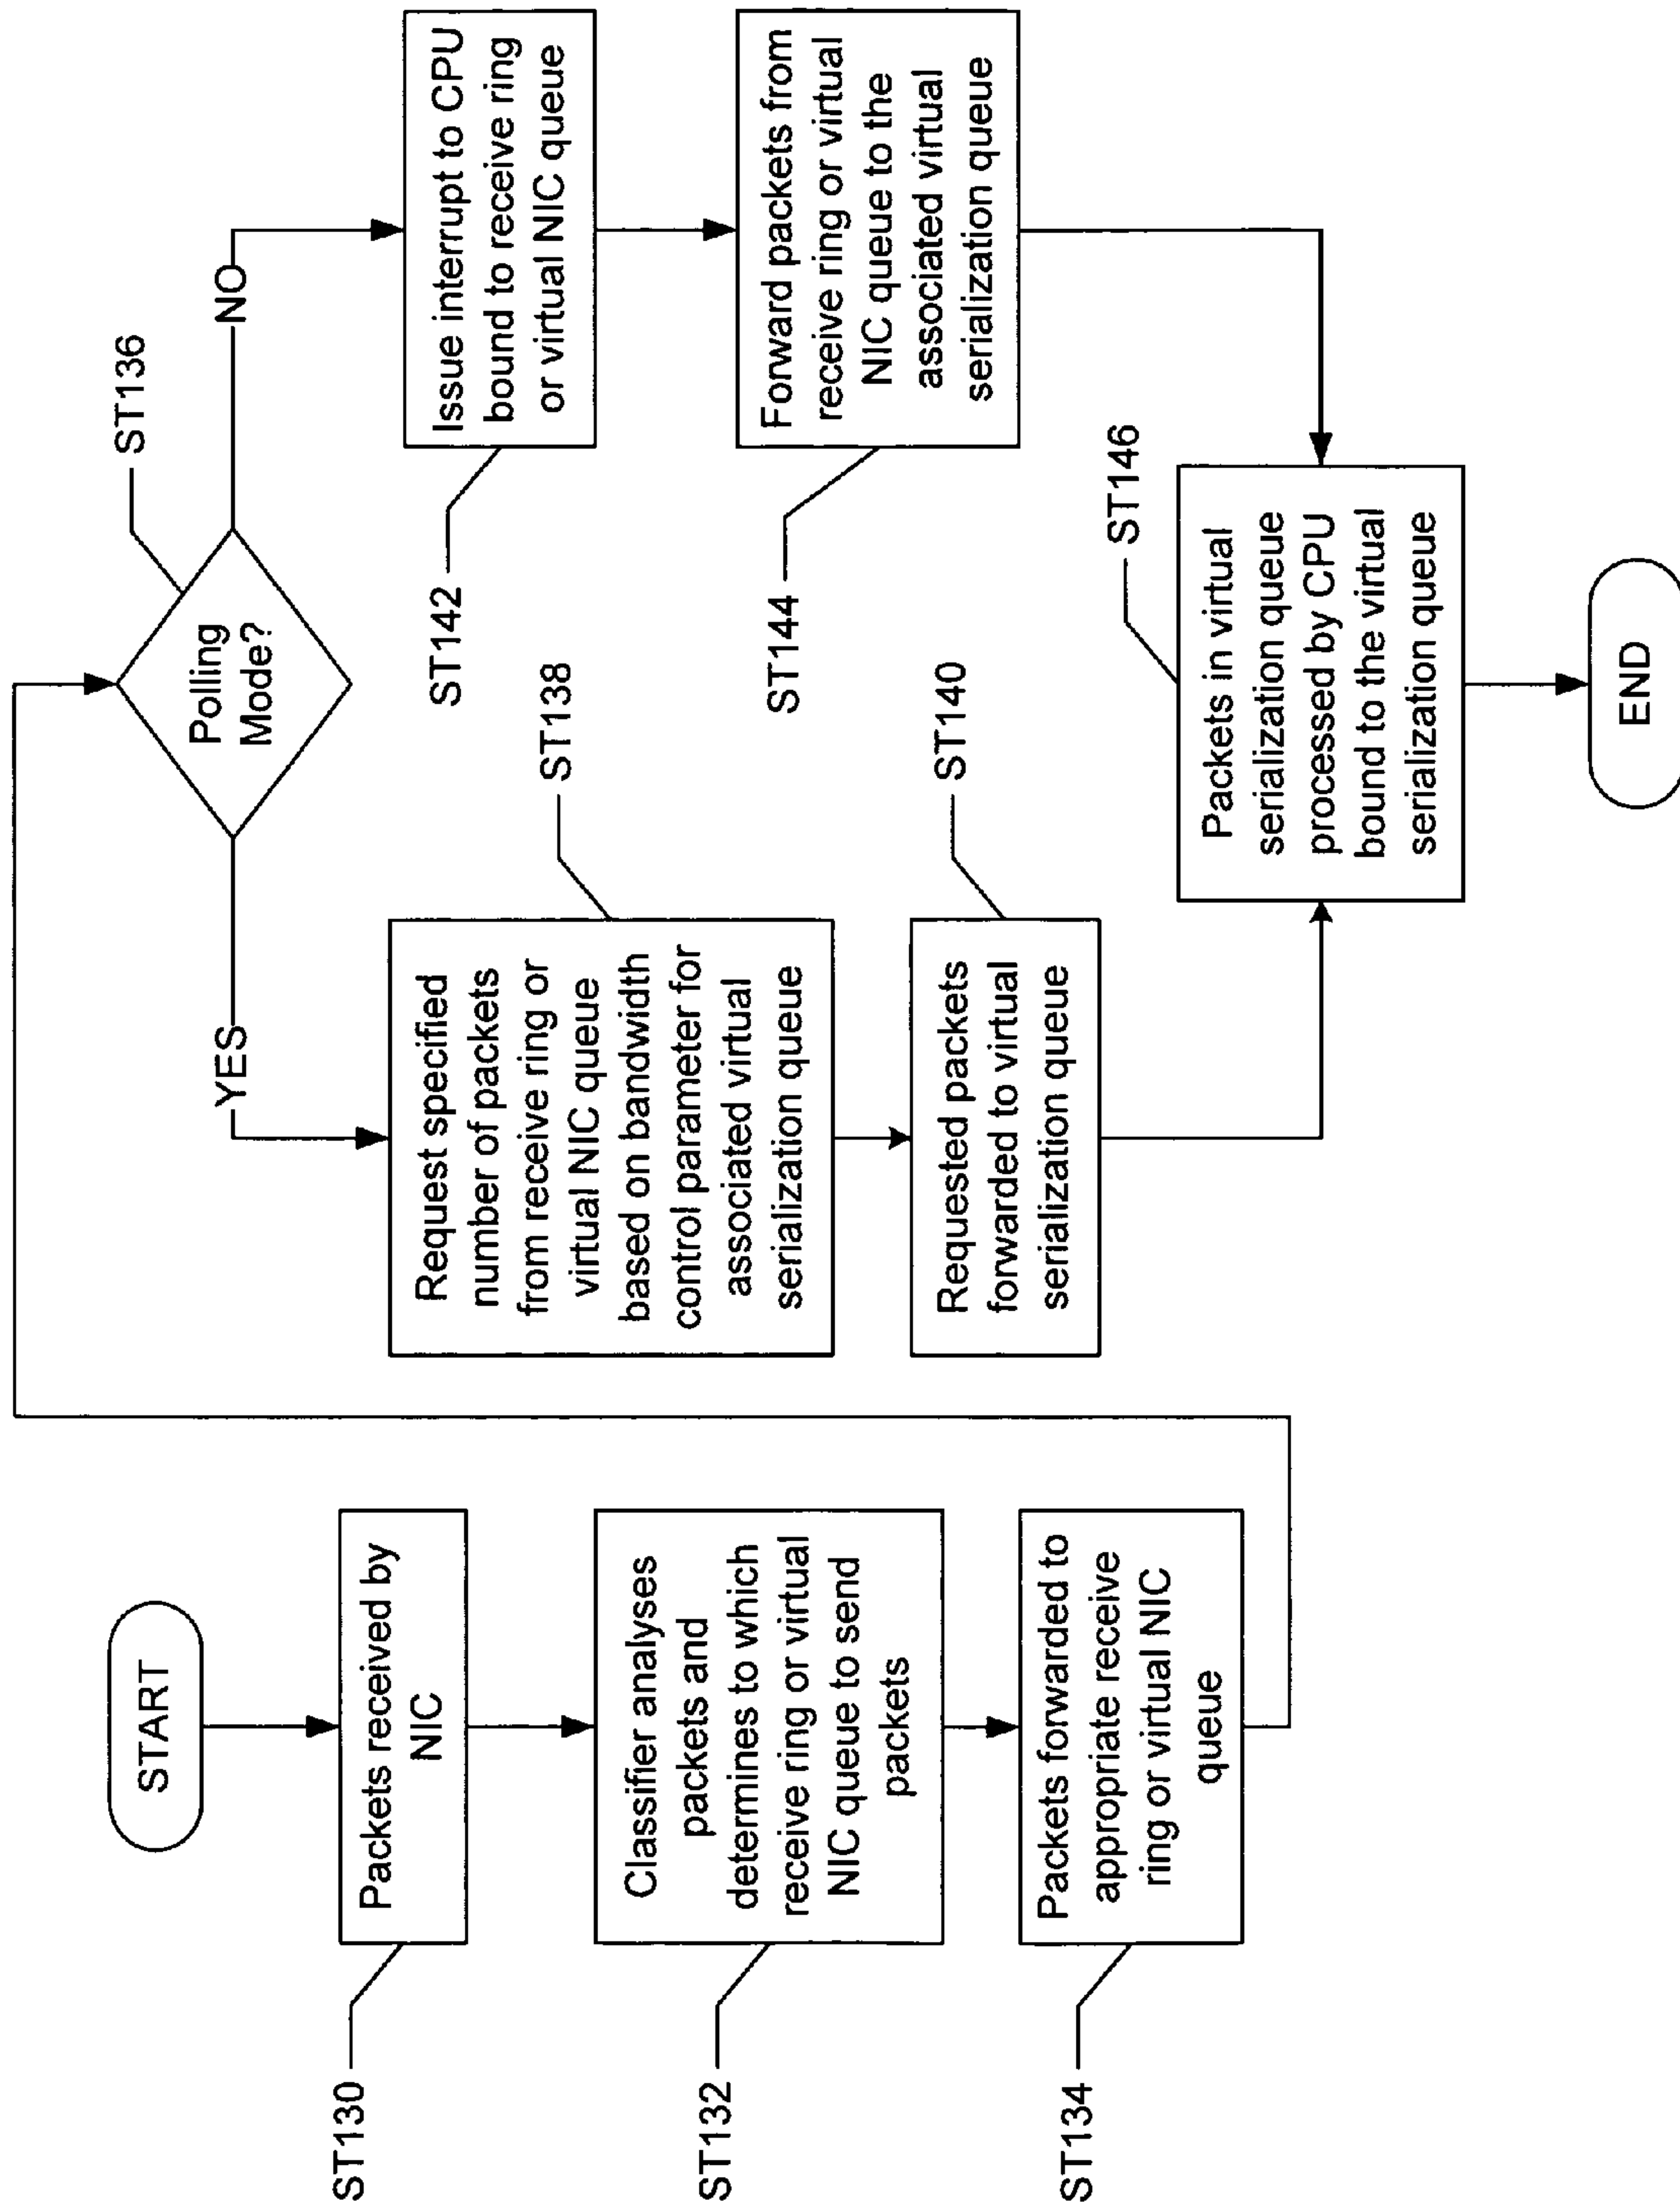 START
Packets received by
NIC
ST130
Classifier analyses
packets and
determines to which
receive ring or virtual
NIC queue to send
packets
ST132
Packets forwarded to
appropriate receive
ring or virtual NIC
queue
ST134
Polling
Mode?
ST136
YES
NO
Request specified
number of packets
from receive ring or
virtual NIC queue
based on bandwidth
control parameter for
associated virtual
serialization queue
ST138
Requested packets
forwarded to virtual
serialization queue
ST140
Issue interrupt to CPU
bound to receive ring
or virtual NIC queue
ST142
Forward packets from
receive ring or virtual
NIC queue to the
associated virtual
serialization queue
ST144
Packets in virtual
serialization queue
processed by CPU
bound to the virtual
serialization queue
ST146
END